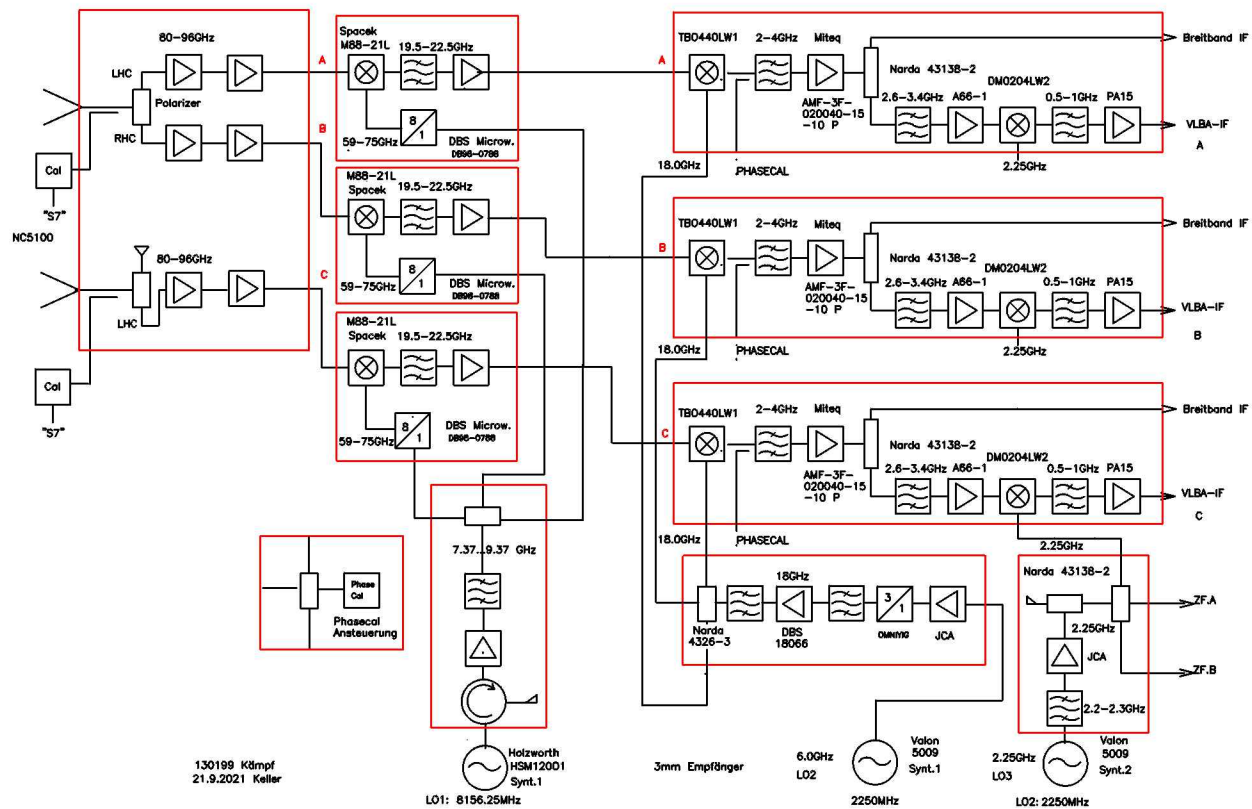 80-96GHz
LHC
Polarizer
RHC
Cal
"S7"
NC5100
80-96GHz
LHC
Cal
"S7"
A
B
C
Spacek
M88-21L
19.5-22.5GHz
8
1
59-75GHz
DBS Microw.
DB98-0788
M88-21L
Spacek
19.5-22.5GHz
8
1
59-75GHz
DBS Microw.
DB98-0788
M88-21L
Spacek
19.5-22.5GHz
8
1
59-75GHz
DBS Microw.
DB98-0788
7.37...9.37 GHz
Holzworth
HSM12001
Synt.1
LO1: 8156.25MHz
Phase
Cal
Phasecal
Ansteuerung
130199 Kämpf
21.9.2021 Keller
A
TB0440LW1
2-4GHz
Miteq
AMF-3F-
020040-15
-10 P
Narda 43138-2
DM0204LW2
2.6-3.4GHz
A66-1
0.5-1GHz
PA15
Breitband IF
VLBA-IF
A
18.0GHz
PHASECAL
2.25GHz
B
TB0440LW1
2-4GHz
Miteq
AMF-3F-
020040-15
-10 P
Narda 43138-2
DM0204LW2
2.6-3.4GHz
A66-1
0.5-1GHz
PA15
Breitband IF
VLBA-IF
B
18.0GHz
PHASECAL
2.25GHz
C
TB0440LW1
2-4GHz
Miteq
AMF-3F-
020040-15
-10 P
Narda 43138-2
DM0204LW2
2.6-3.4GHz
A66-1
0.5-1GHz
PA15
Breitband IF
VLBA-IF
C
18.0GHz
PHASECAL
2.25GHz
18GHz
3
1
Narda
4326-3
DBS
18066
OMNIYIG
JCA
Narda 43138-2
2.25GHz
ZF.A
JCA
ZF.B
2.2-2.3GHz
3mm Empfänger
6.0GHz
LO2
Valon
5009
Synt.1
2250MHz
2.25GHz
LO3
Valon
5009
Synt.2
LO2: 2250MHz